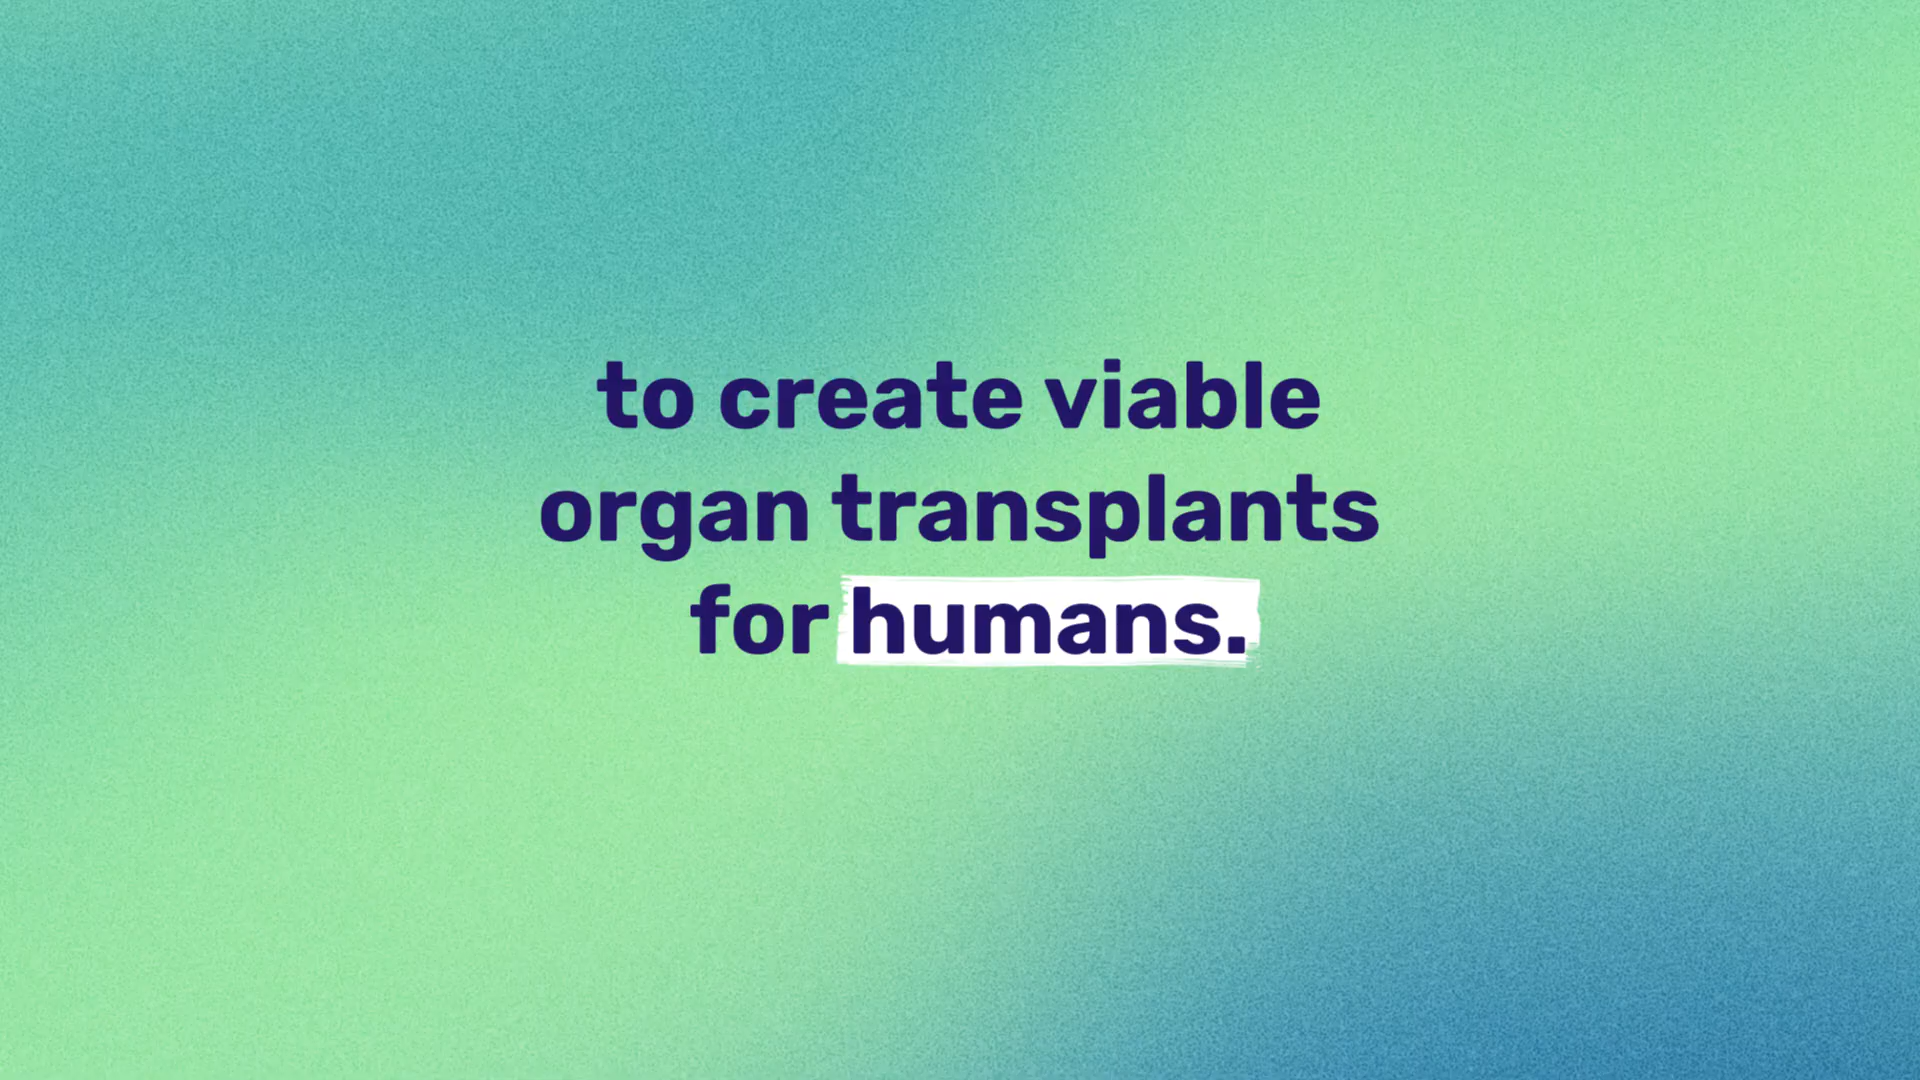 to create viable
organ transplants
for humans.